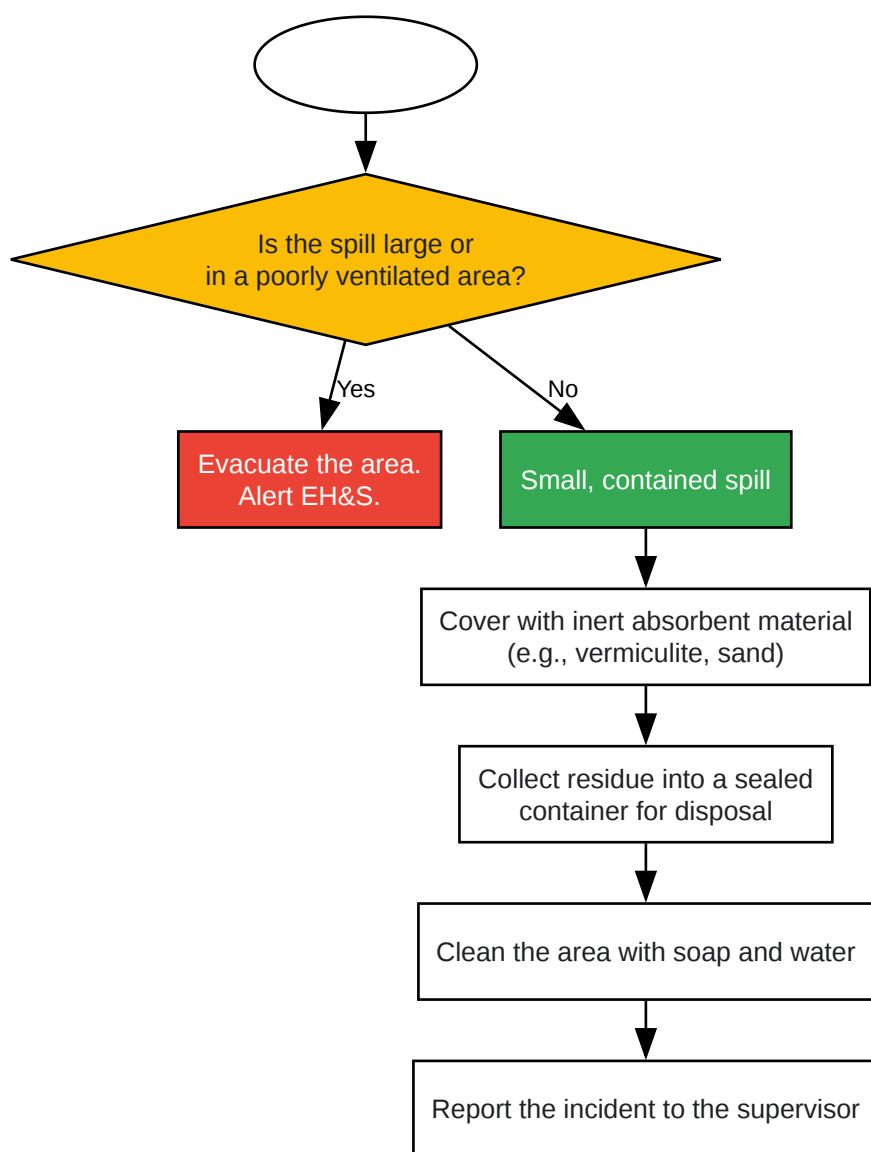 Is the spill large or
in a poorly ventilated area?
Yes
No
Evacuate the area.
Alert EH&S.
Small, contained spill
Cover with inert absorbent material
(e.g., vermiculite, sand)
Collect residue into a sealed
container for disposal
Clean the area with soap and water
Report the incident to the supervisor